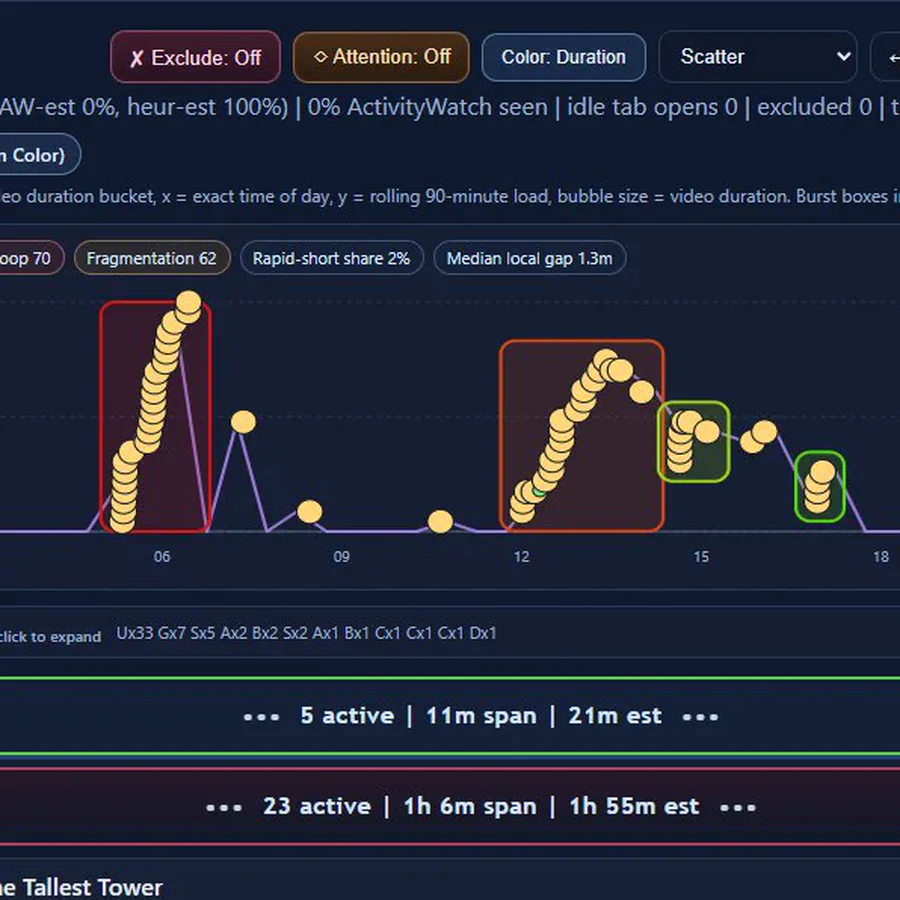 ✗ Exclude: Off ◇ Attention: Off Color: Duration Scatter
AW-est 0%, heur-est 100%) | 0% ActivityWatch seen | idle tab opens 0 | excluded 0 | t
n Color)
eo duration bucket, x = exact time of day, y = rolling 90-minute load, bubble size = video duration. Burst boxes i
oop 70 Fragmentation 62 Rapid-short share 2% Median local gap 1.3m
06 09 12 15 18
click to expand Ux33 Gx7 Sx5 Ax2 Bx2 Sx2 Ax1 Bx1 Cx1 Cx1 Cx1 Dx1
••• 5 active | 11m span | 21m est •••
••• 23 active | 1h 6m span | 1h 55m est •••
he Tallest Tower